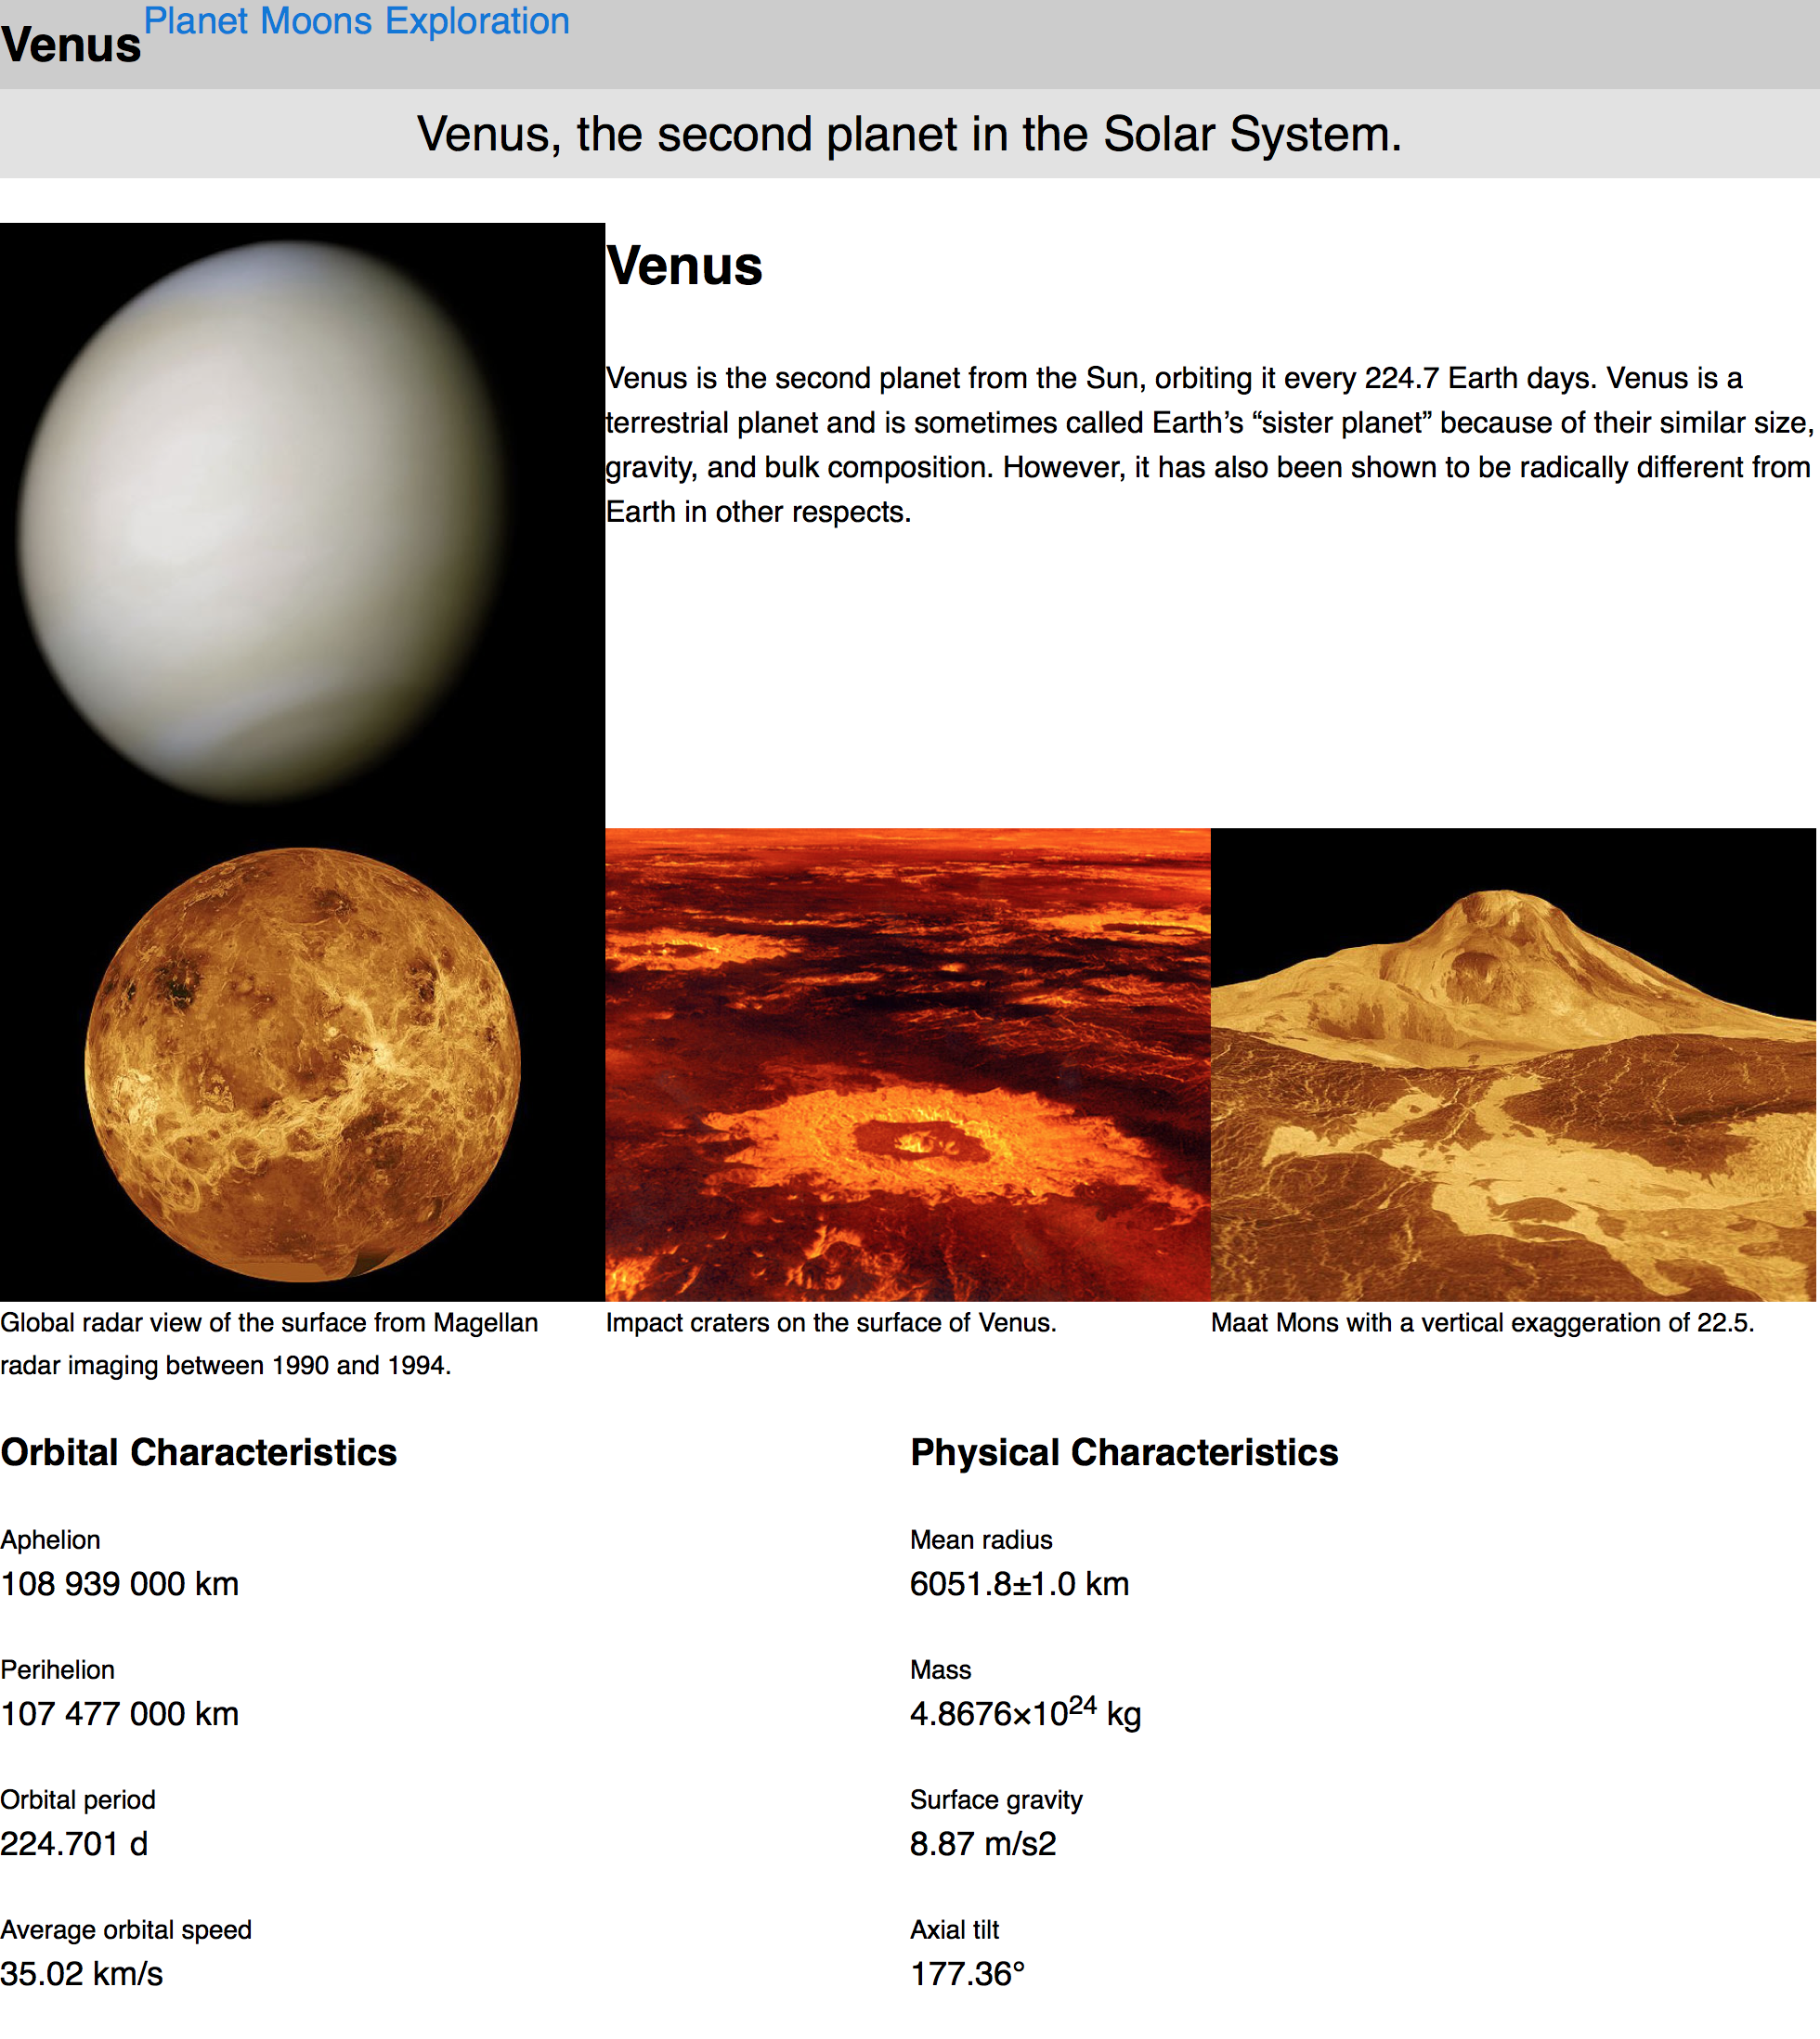 Venus Planet Moons Exploration
Venus, the second planet in the Solar System.
Venus
Venus is the second planet from the Sun, orbiting it every 224.7 Earth days. Venus is a
terrestrial planet and is sometimes called Earth’s “sister planet” because of their similar size,
gravity, and bulk composition. However, it has also been shown to be radically different from
Earth in other respects.
Global radar view of the surface from Magellan
radar imaging between 1990 and 1994.
Impact craters on the surface of Venus.
Maat Mons with a vertical exaggeration of 22.5.
Orbital Characteristics
Aphelion
108 939 000 km
Perihelion
107 477 000 km
Orbital period
224.701 d
Average orbital speed
35.02 km/s
Physical Characteristics
Mean radius
6051.8±1.0 km
Mass
4.8676×10²⁴ kg
Surface gravity
8.87 m/s2
Axial tilt
177.36°